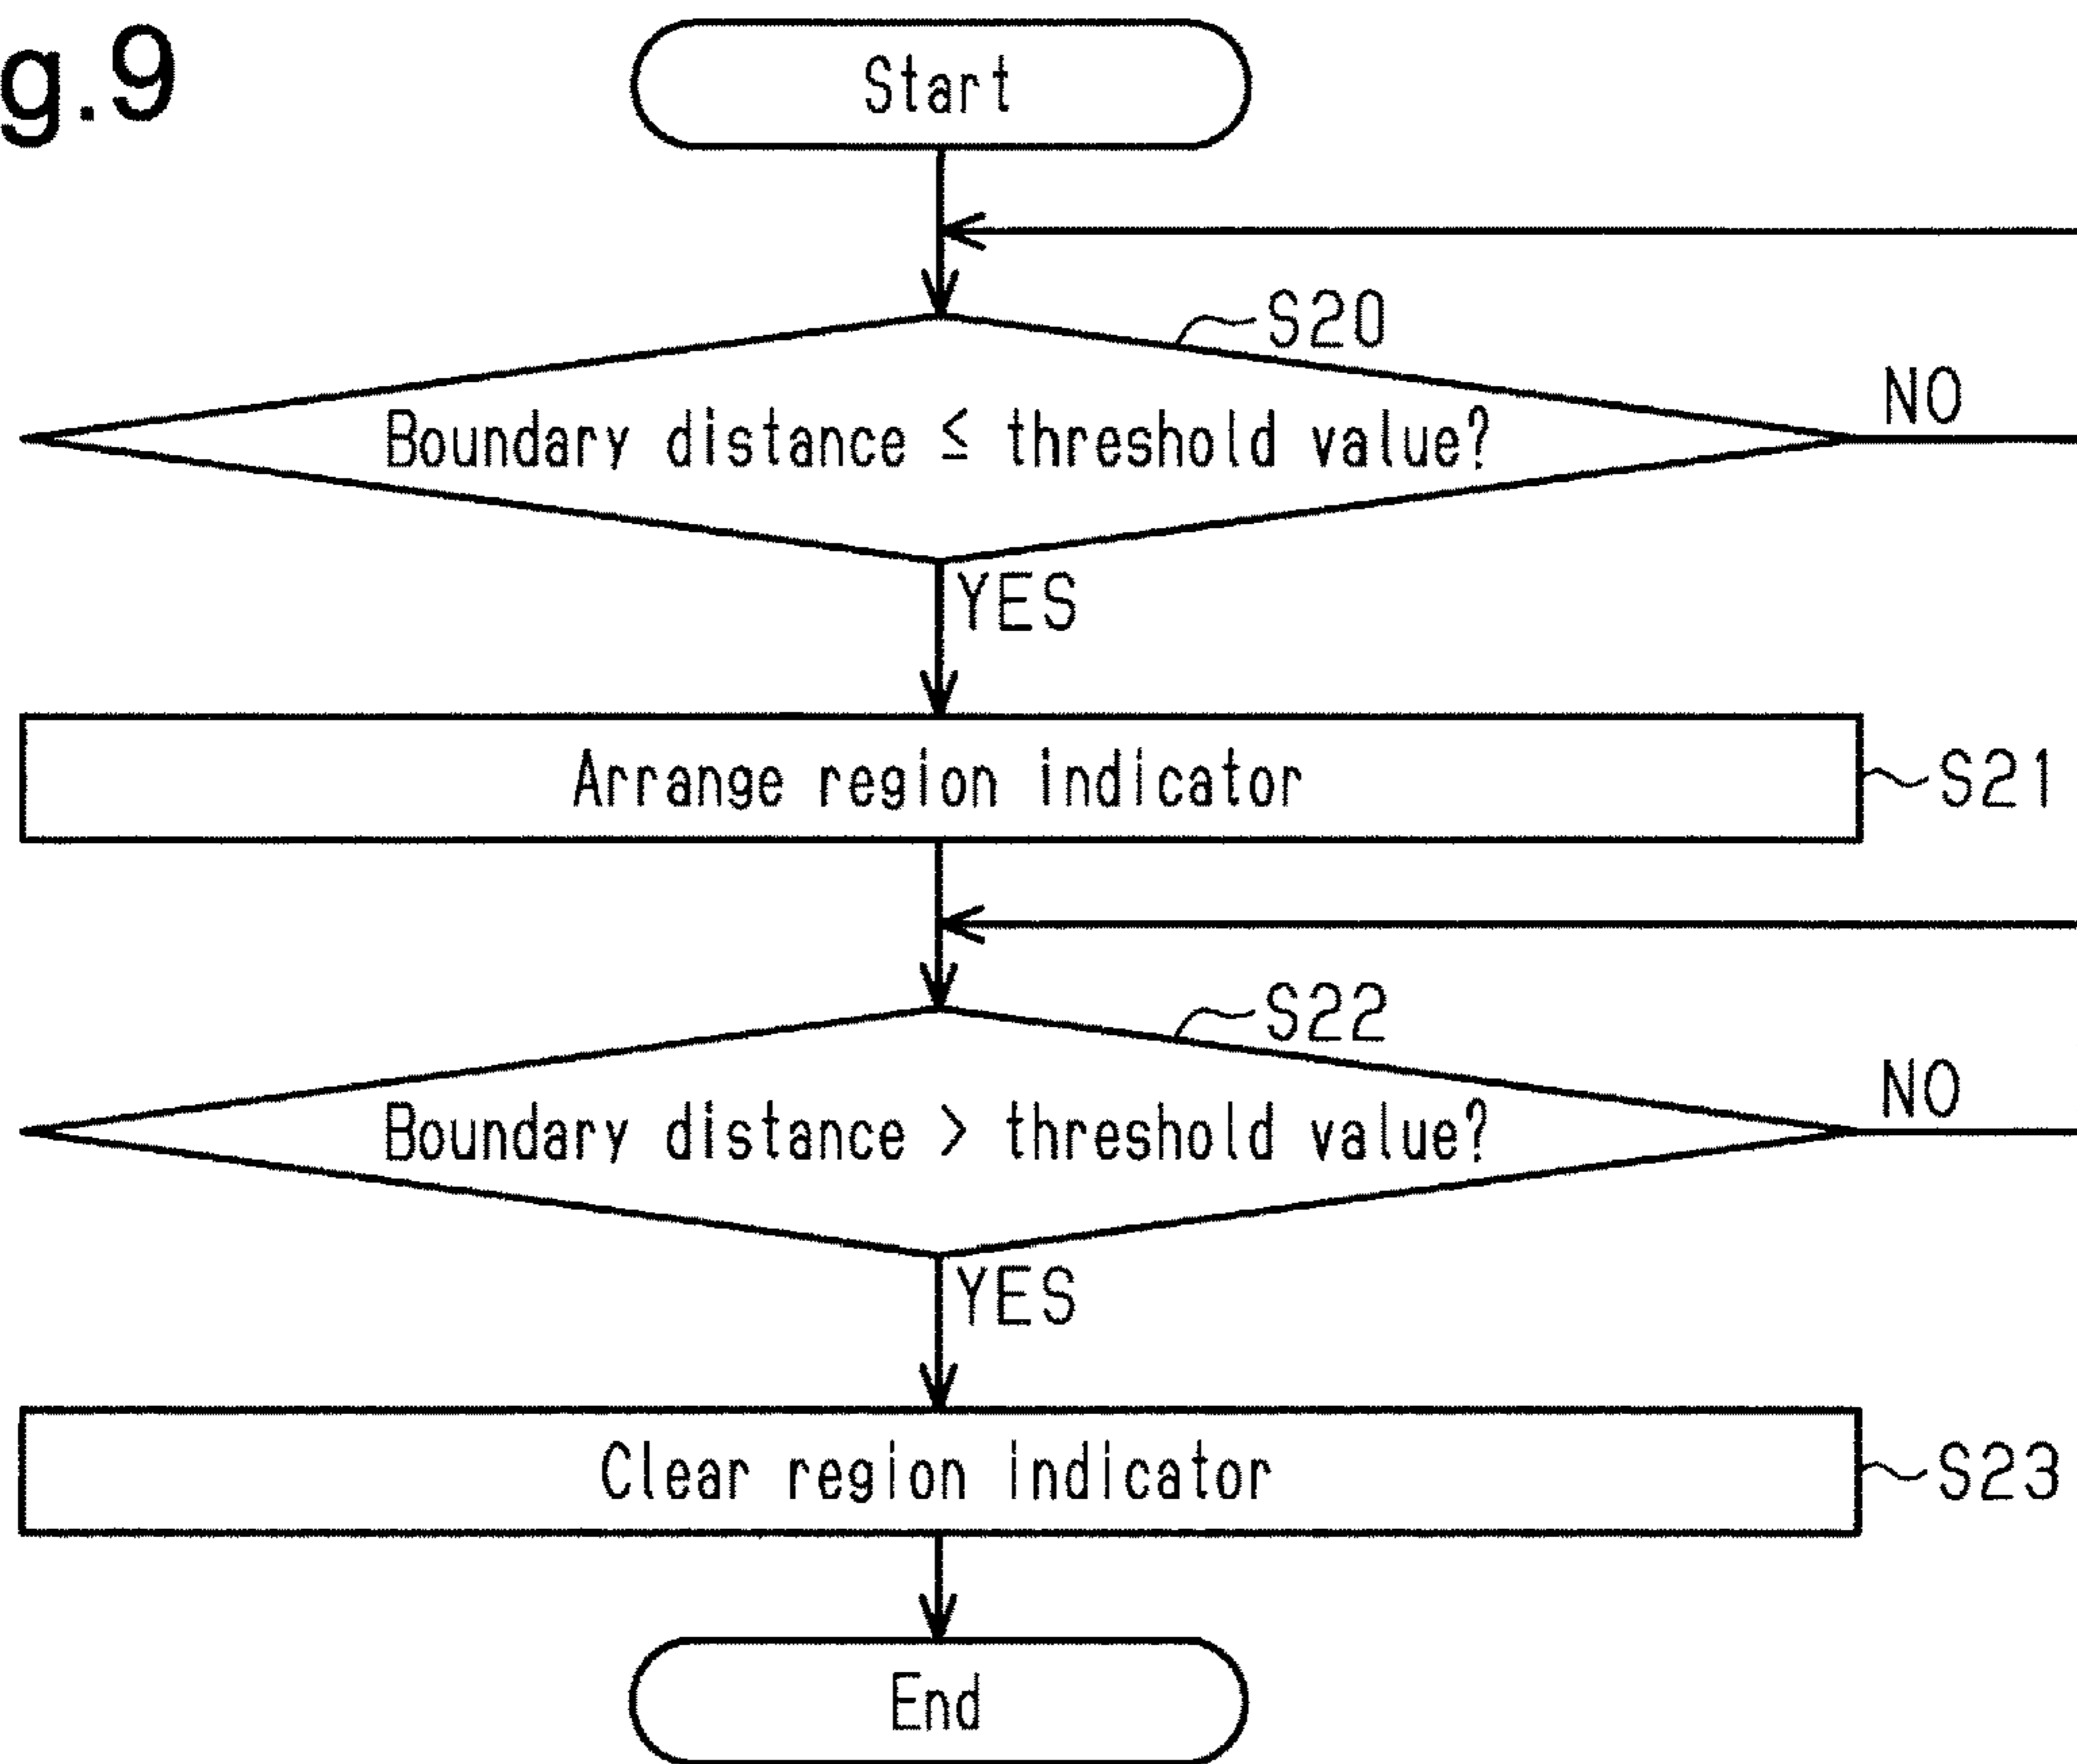 g.9
Start
S20
NO
Boundary distance ≤ threshold value?
YES
Arrange region indicator
S21
S22
NO
Boundary distance > threshold value?
YES
Clear region indicator
S23
End